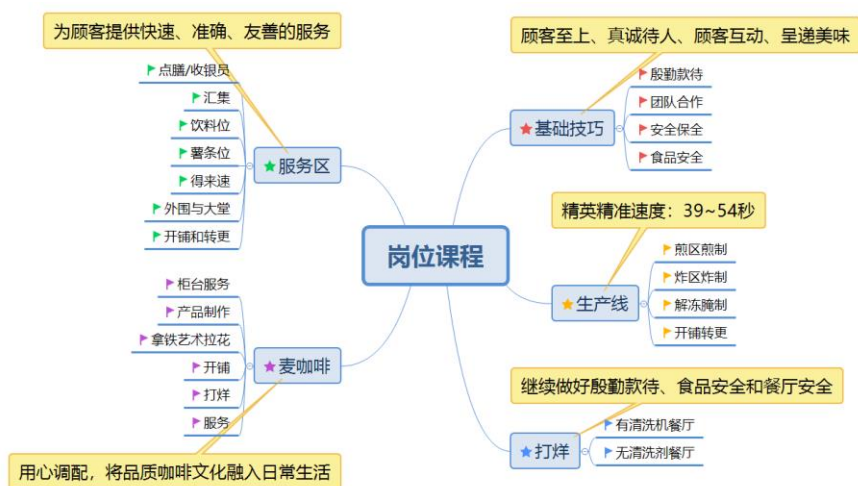 为顾客提供快速、准确、友善的服务
点膳/收银员
汇集
饮料位
薯条位
得来速
外围与大堂
开铺和转更
服务区
柜台服务
产品制作
拿铁艺术拉花
开铺
打烊
服务
麦咖啡
用心调配，将品质咖啡文化融入日常生活
岗位课程
顾客至上、真诚待人、顾客互动、呈递美味
基础技巧
殷勤款待
团队合作
安全保全
食品安全
精英精准速度：39~54秒
生产线
煎区煎制
炸区炸制
解冻腌制
开铺转更
继续做好殷勤款待、食品安全和餐厅安全
打烊
有清洗机餐厅
无清洗剂餐厅